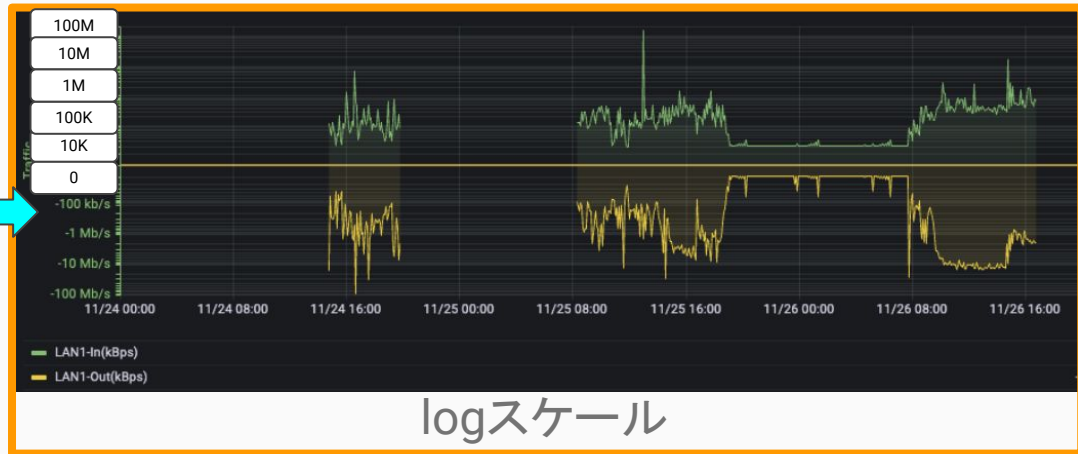 100M
10M
1M
100K
10K
0
-100 kb/s
-1 Mb/s
-10 Mb/s
-100 Mb/s
11/24 00:00 11/24 08:00 11/24 16:00 11/25 00:00 11/25 08:00 11/25 16:00 11/26 00:00 11/26 08:00 11/26 16:00
LAN1-In(kBps)
LAN1-Out(kBps)
logスケール